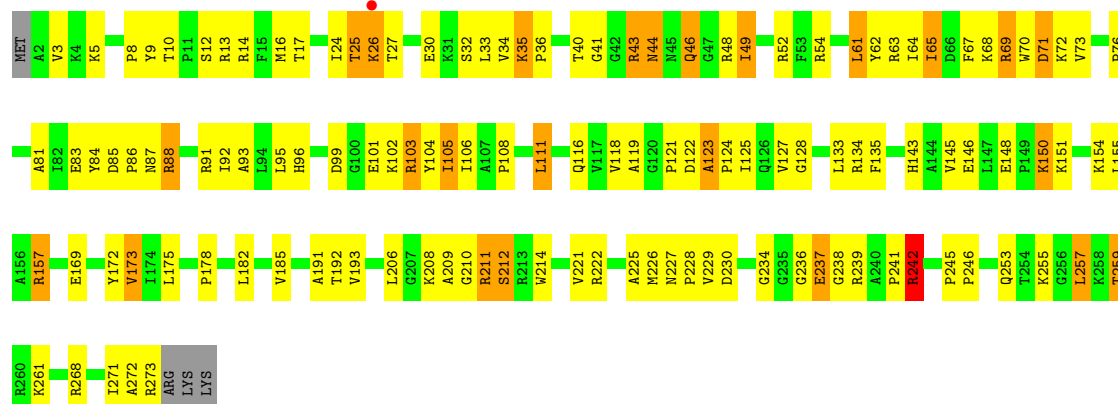 MET A2 V3 K4 K5 P8 Y9 T10 P11 S12 R13 R14 F15 M16 T17 I24 T25 K26 T27 E30 K31 S32 L33 V34 K35 P36 T40 G41 G42 R43 N44 N45 Q46 G47 R48 I49 R52 F53 R54 L61 Y62 R63 I64 I65 D66 F67 K68 R69 W70 D71 K72 V73
A81 I82 E83 Y84 D85 P86 N87 R88 R91 I92 A93 L94 L95 H96 D99 G100 E101 K102 R103 Y104 I105 I106 A107 P108 L111 Q116 V117 V118 A119 G120 P121 D122 A123 P124 I125 Q126 V127 G128 L133 R134 F135 H143 A144 V145 E146 L147 E148 P149 K150 K151 K154
A156 R157 E169 Y172 V173 I174 L175 P178 L182 V185 A191 T192 V193 L206 G207 K208 A209 G210 R211 S212 R213 W214 V221 R222 A225 M226 N227 P228 V229 D230 G234 G235 G236 E237 G238 R239 A240 P241 R242 P245 P246 Q253 T254 K255 G256 L257 K258
R260 K261 R268 I271 A272 R273 ARG LYS LYS